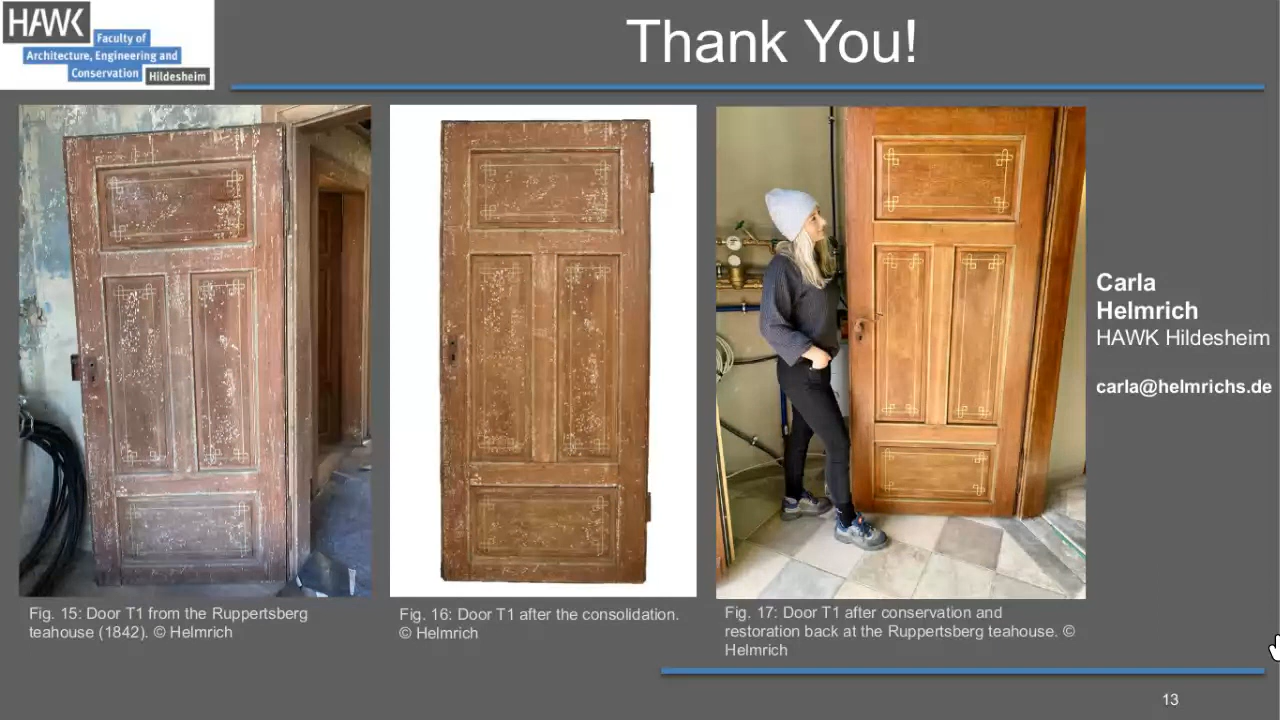 HAWK
Faculty of
Architecture, Engineering and
Conservation
Hildesheim
Thank You!
Carla
Helmrich
HAWK Hildesheim
carla@helmrichs.de
Fig. 15: Door T1 from the Ruppertsberg
teahouse (1842). © Helmrich
Fig. 16: Door T1 after the consolidation.
© Helmrich
Fig. 17: Door T1 after conservation and
restoration back at the Ruppertsberg teahouse. ©
Helmrich
13